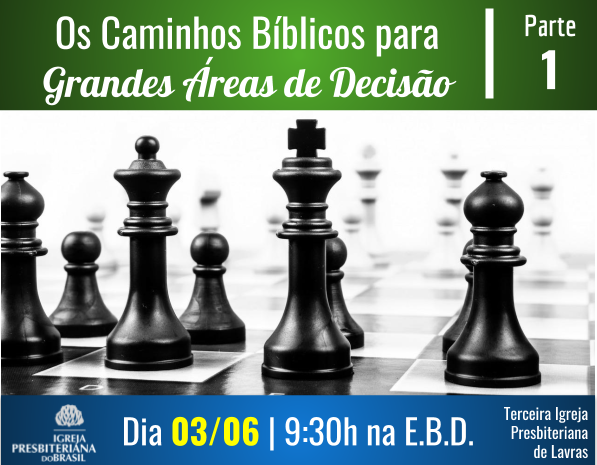 Os Caminhos Bíblicos para
Grandes Áreas de Decisão
Parte
1
IGREJA
PRESBITERIANA
DO BRASIL
Dia 03/06 | 9:30h na E.B.D.
Terceira Igreja
Presbiteriana
de Lavras